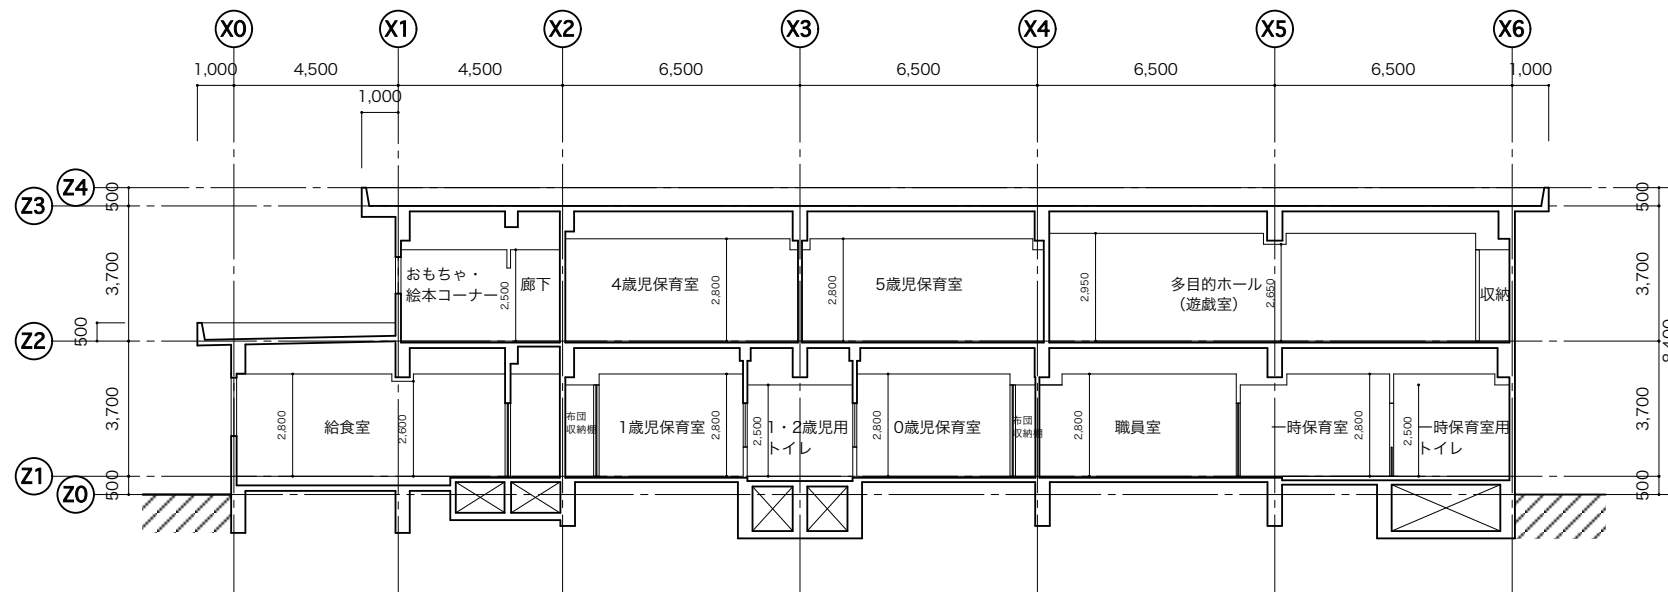 X0 X1 X2 X3 X4 X5 X6
1,000 4,500 4,500 6,500 6,500 6,500 6,500 1,000
1,000
Z4
500 500
Z3
おもちゃ・
絵本コーナー
2,500
廊下
4歳児保育室
2,800
2,800
5歳児保育室
2,950
多目的ホール
（遊戯室）
2,650
収納
3,700 3,700
500
Z2
3,700 3,700
2,800
給食室
2,600
布団
収納棚
1歳児保育室
2,800
2,500
1・2歳児用
トイレ
2,800
0歳児保育室
布団
収納棚
2,800
職員室
一時保育室
2,800
2,500
一時保育室用
トイレ
Z1
500 500
Z0